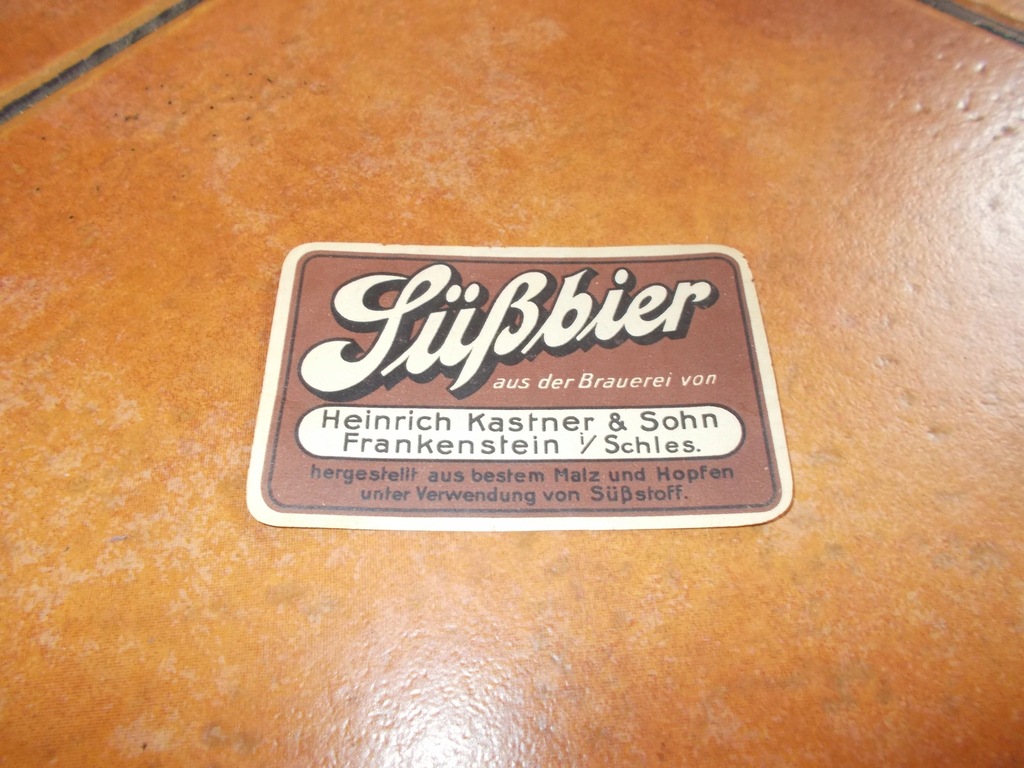 Süßbier
aus der Brauerei von
Heinrich Kastner & Sohn
Frankenstein i/ Schles.
hergestellt aus bestem Malz und Hopfen
unter Verwendung von Süßstoff.